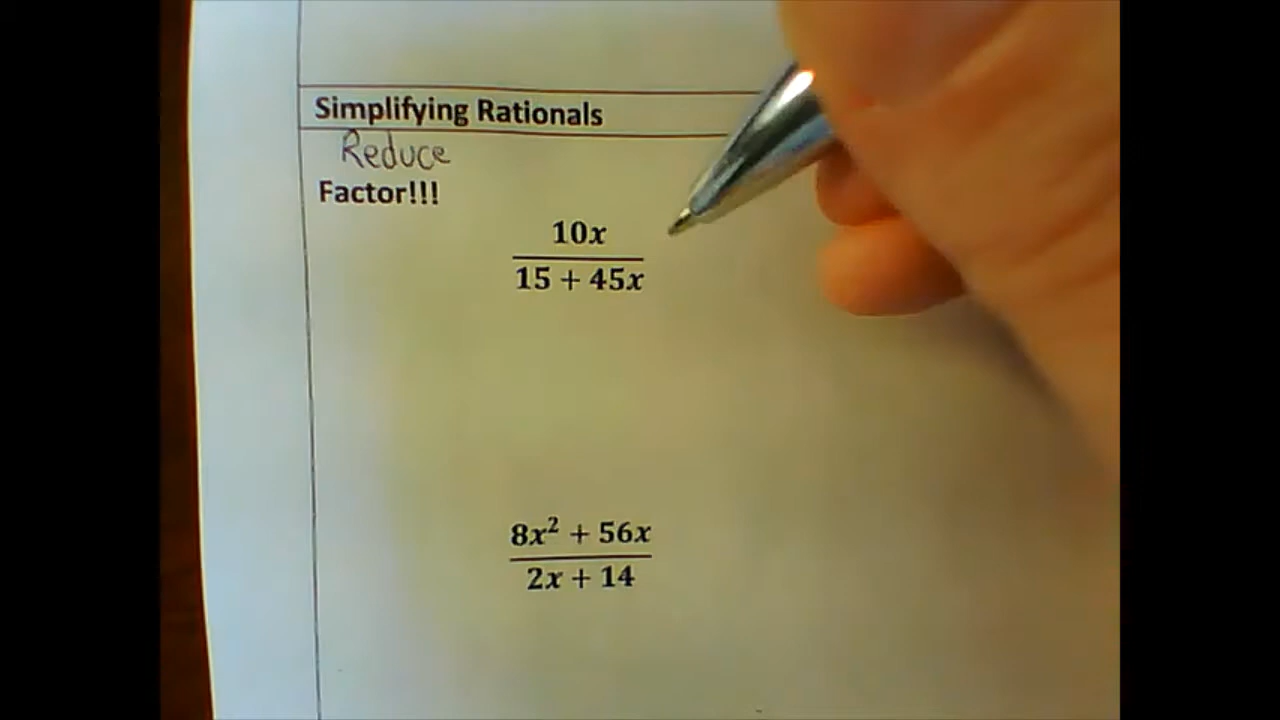 Simplifying Rationals
Reduce
Factor!!!
10x
15 + 45x
8x² + 56x
2x + 14